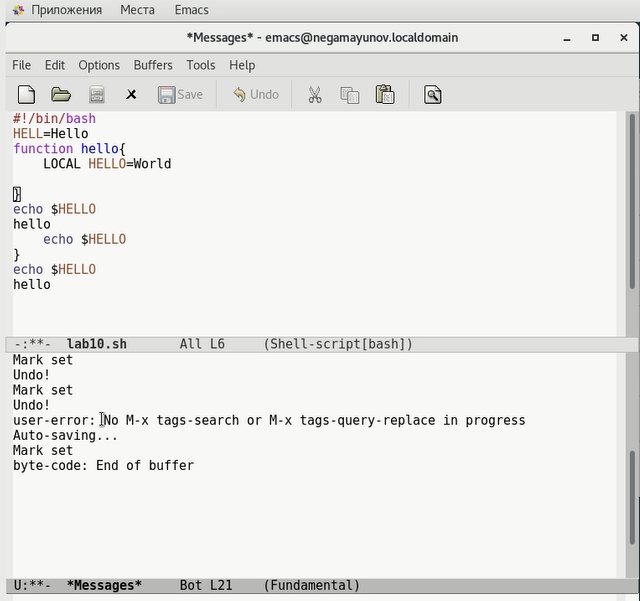 Приложения Места Emacs
*Messages* - emacs@negamayunov.localdomain
File Edit Options Buffers Tools Help
Save Undo
#!/bin/bash
HELL=Hello
function hello{
    LOCAL HELLO=World
}
echo $HELLO
hello
    echo $HELLO
}
echo $HELLO
hello
-:**- lab10.sh All L6 (Shell-script[bash])
Mark set
Undo!
Mark set
Undo!
user-error: No M-x tags-search or M-x tags-query-replace in progress
Auto-saving...
Mark set
byte-code: End of buffer
U:**- *Messages* Bot L21 (Fundamental)